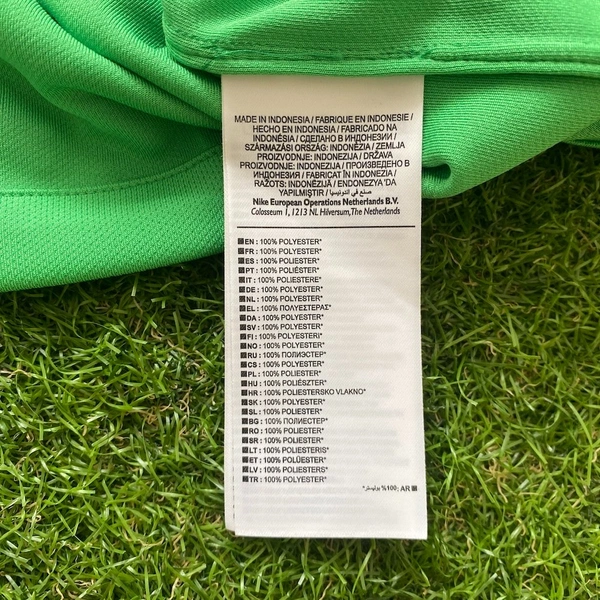 MADE IN INDONESIA / FABRIQUE EN INDONESIE /
HECHO EN INDONESIA / FABRICADO NA
INDONÉSIA / СДЕЛАНО В ИНДОНЕЗИИ /
SZÁRMAZÁSI ORSZÁG: INDONÉZIA / ZEMLJA
PROIZVODNJE: INDONEZIJA / DRŽAVA
PROIZVODNJE: INDONEZIJA / ПРОИЗВЕДЕНО В
ИНДОНЕЗИЯ / FABRICAT ÎN INDONEZIA /
RAŽOTS: INDONĒZIJĀ / ENDONEZYA 'DA
YAPILMIŞTIR / صنع في اندونيسيا
Nike European Operations Netherlands B.V.
Colosseum 1, 1213 NL Hilversum, The Netherlands
EN : 100% POLYESTER*
FR : 100% POLYESTER*
ES : 100% POLIÉSTER*
PT : 100% POLIÉSTER*
IT : 100% POLIESTERE*
DE : 100% POLYESTER*
NL : 100% POLYESTER*
EL : 100% ΠΟΛΥΕΣΤΕΡΑΣ*
DA : 100% POLYESTER*
SV : 100% POLYESTER*
FI : 100% POLYESTERI*
NO : 100% POLYESTER*
RU : 100% ПОЛИЭСТЕР*
CS : 100% POLYESTER*
PL : 100% POLIESTER*
HU : 100% POLIÉSZTER*
HR : 100% POLIESTERSKO VLAKNO*
SK : 100% POLYESTER*
SL : 100% POLIESTER*
BG : 100% ПОЛИЕСТЕР*
RO : 100% POLIESTER*
SR : 100% POLIESTER*
LT : 100% POLIESTERIS*
ET : 100% POLÜESTER*
LV : 100% POLIESTERS*
TR : 100% POLYESTER*
AR : %100 بوليستر*